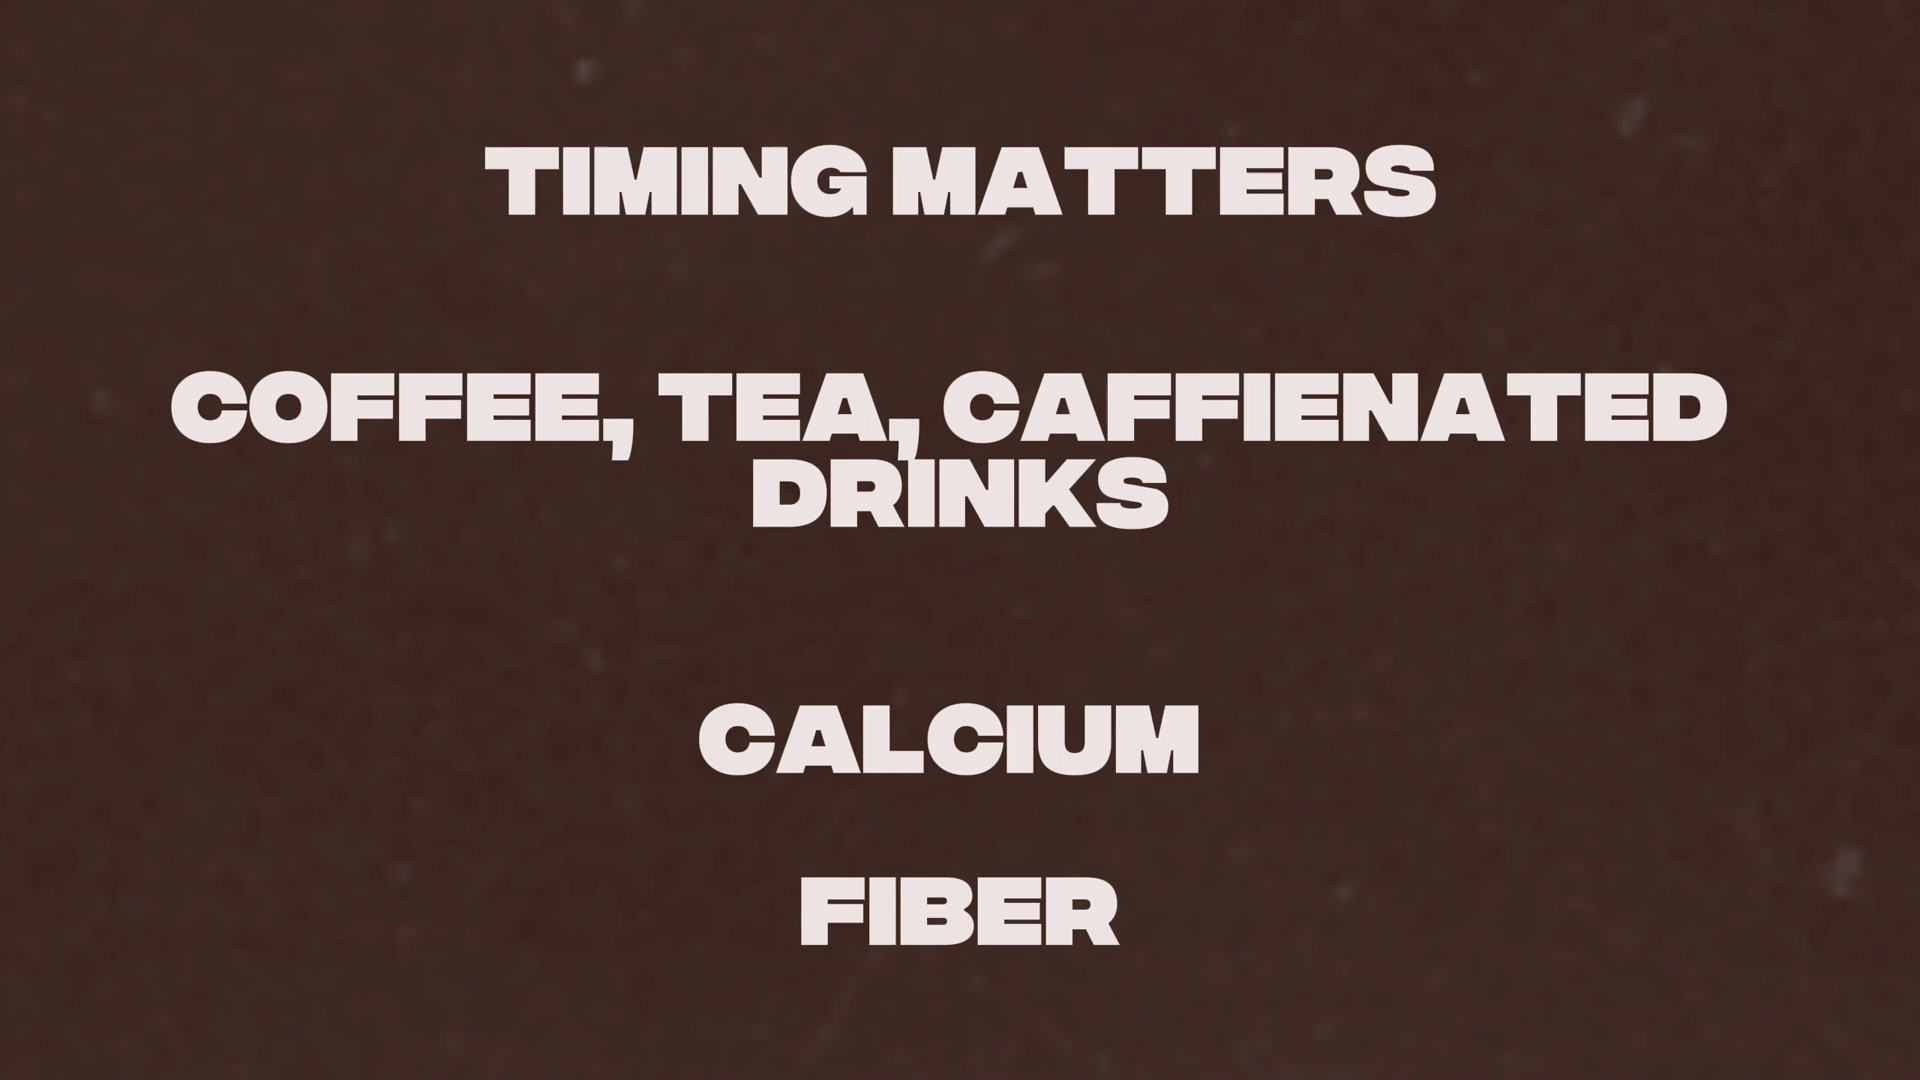 TIMING MATTERS
COFFEE, TEA, CAFFIENATED
DRINKS
CALCIUM
FIBER